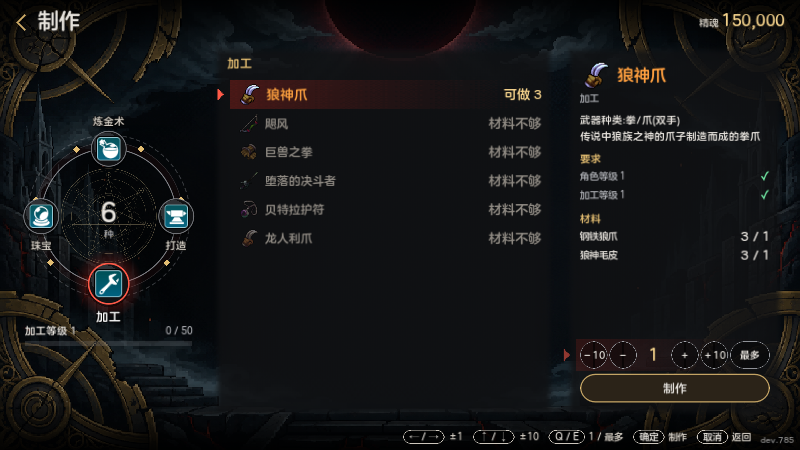 制作
精魂 150,000
炼金术
珠宝
打造
6
种
加工
加工等级 1
0 / 50
加工
狼神爪 可做 3
飓风 材料不够
巨兽之拳 材料不够
堕落的决斗者 材料不够
贝特拉护符 材料不够
龙人利爪 材料不够
狼神爪
加工
武器种类:拳/爪(双手)
传说中狼族之神的爪子制造而成的拳爪
要求
角色等级 1 ✓
加工等级 1 ✓
材料
钢铁狼爪 3 / 1
狼神毛皮 3 / 1
-10 - 1 + +10 最多
制作
←/→ ±1 ↑/↓ ±10 Q/E 1/最多 确定 制作 取消 返回
dev.785